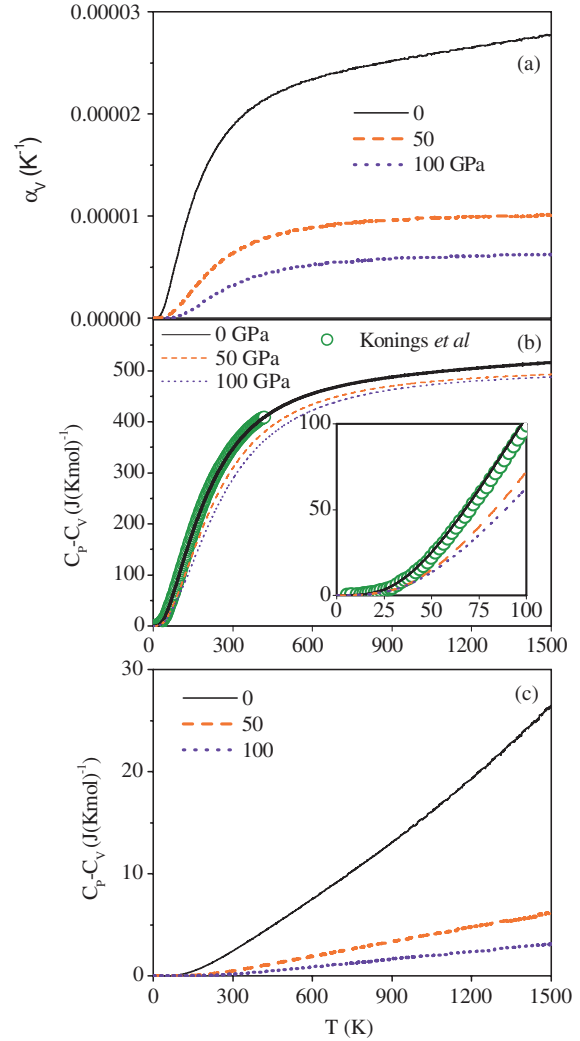 0.00003
(a)
0.00002
0
50
100 GPa
α_V (K⁻¹)
0.00001
0.00000
0 GPa
Konings et al
(b)
50 GPa
500
100 GPa
400
100
300
C_P-C_V (J(Kmol)⁻¹)
50
200
100
0
0 25 50 75 100
0
0 300 600 900 1200 1500
30
(c)
0
50
100
20
C_P-C_V (J(Kmol)⁻¹)
10
0
0 300 600 900 1200 1500
T (K)